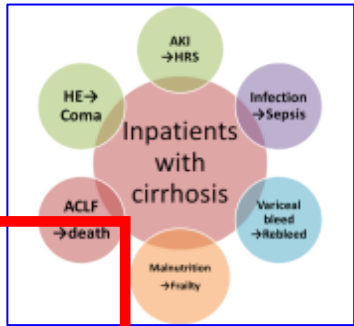 AKI
→HRS
Infection
→Sepsis
Variceal
bleed
→Rebleed
Malnutrition
→Frailty
ACLF
→death
HE→
Coma
Inpatients
with
cirrhosis